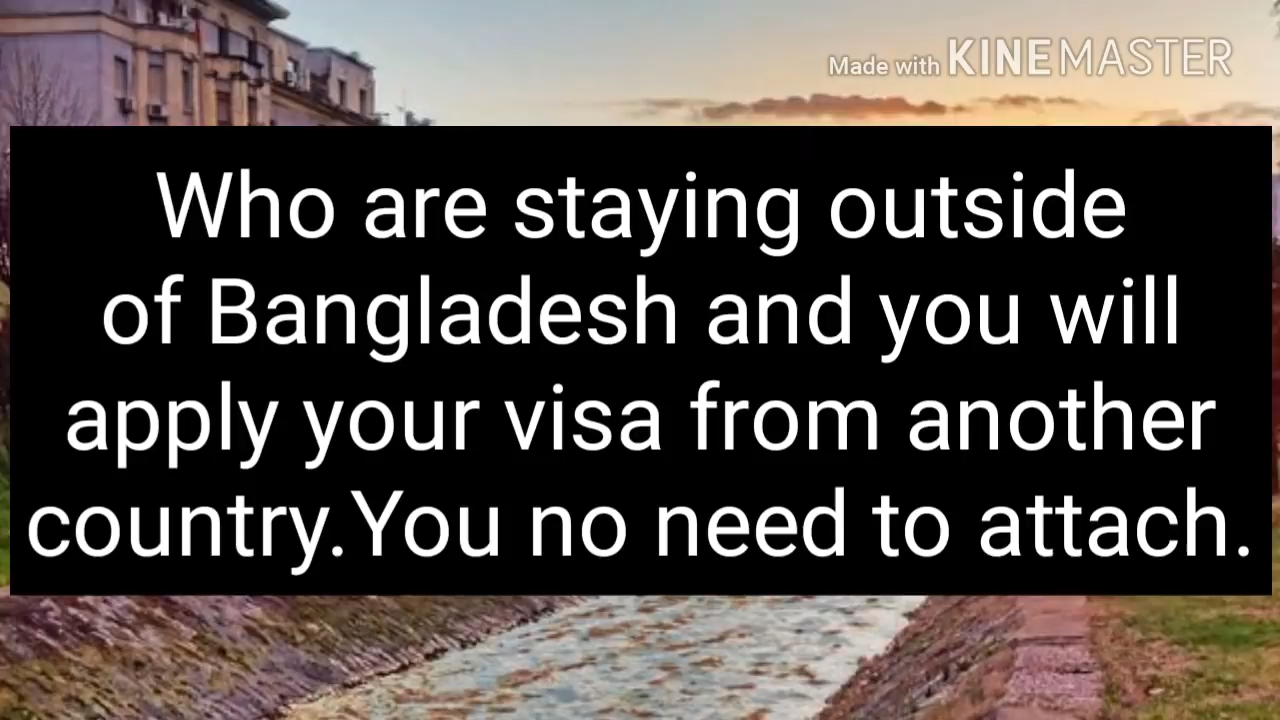 Made with KINEMASTER
Who are staying outside
of Bangladesh and you will
apply your visa from another
country.You no need to attach.